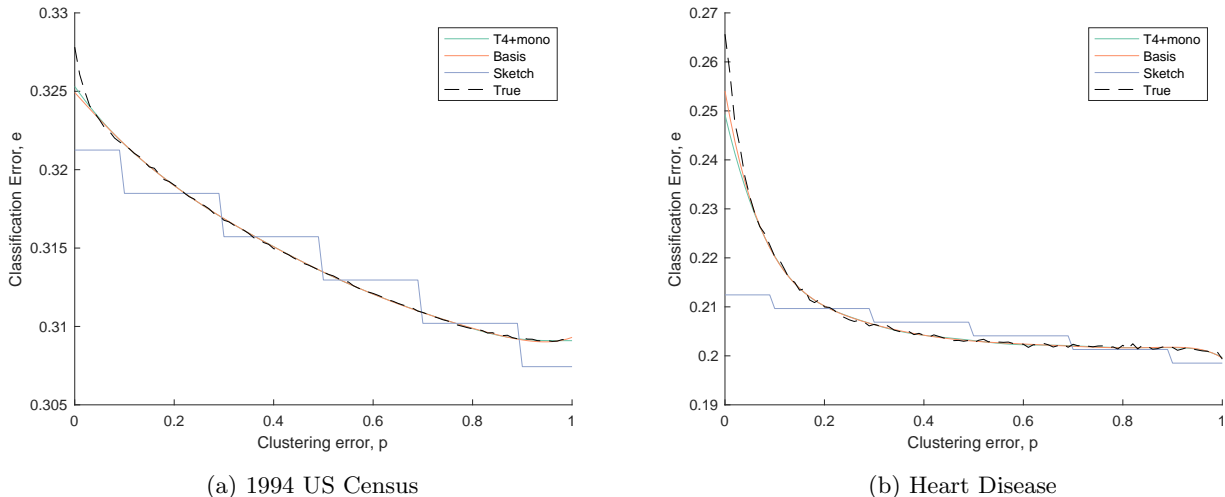 0.33
0.325
0.32
0.315
0.31
0.305
Classification Error, e
0 0.2 0.4 0.6 0.8 1
Clustering error, p
T4+mono
Basis
Sketch
True
(a) 1994 US Census
0.27
0.26
0.25
0.24
0.23
0.22
0.21
0.2
0.19
Classification Error, e
0 0.2 0.4 0.6 0.8 1
Clustering error, p
T4+mono
Basis
Sketch
True
(b) Heart Disease